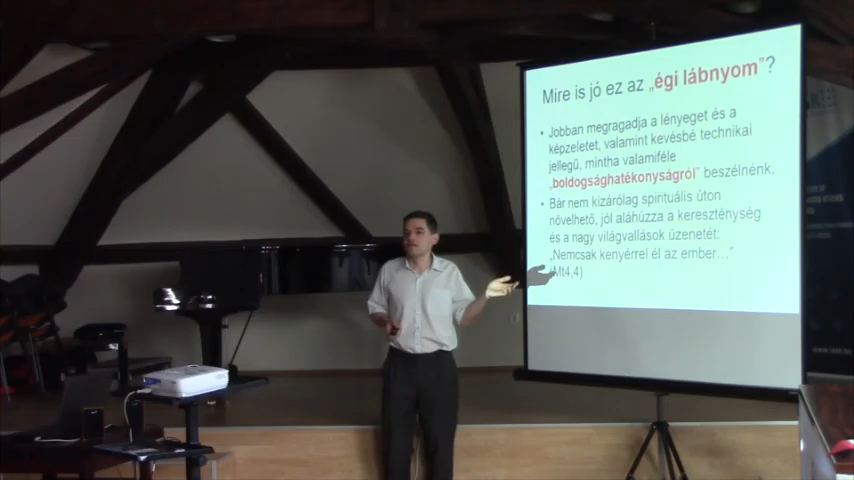 Mire is jó ez az „égi lábnyom”?
• Jobban megragadja a lényeget és a
képzeletet, valamint kevésbé technikai
jellegű, mintha valamiféle
„boldogsághatékonyságról” beszélnénk.
• Bár nem kizárólag spirituális úton
növelhető, jól aláhúzza a kereszténység
és a nagy világvallások üzenetét:
„Nemcsak kenyérrel él az ember…”
(Mt4,4)